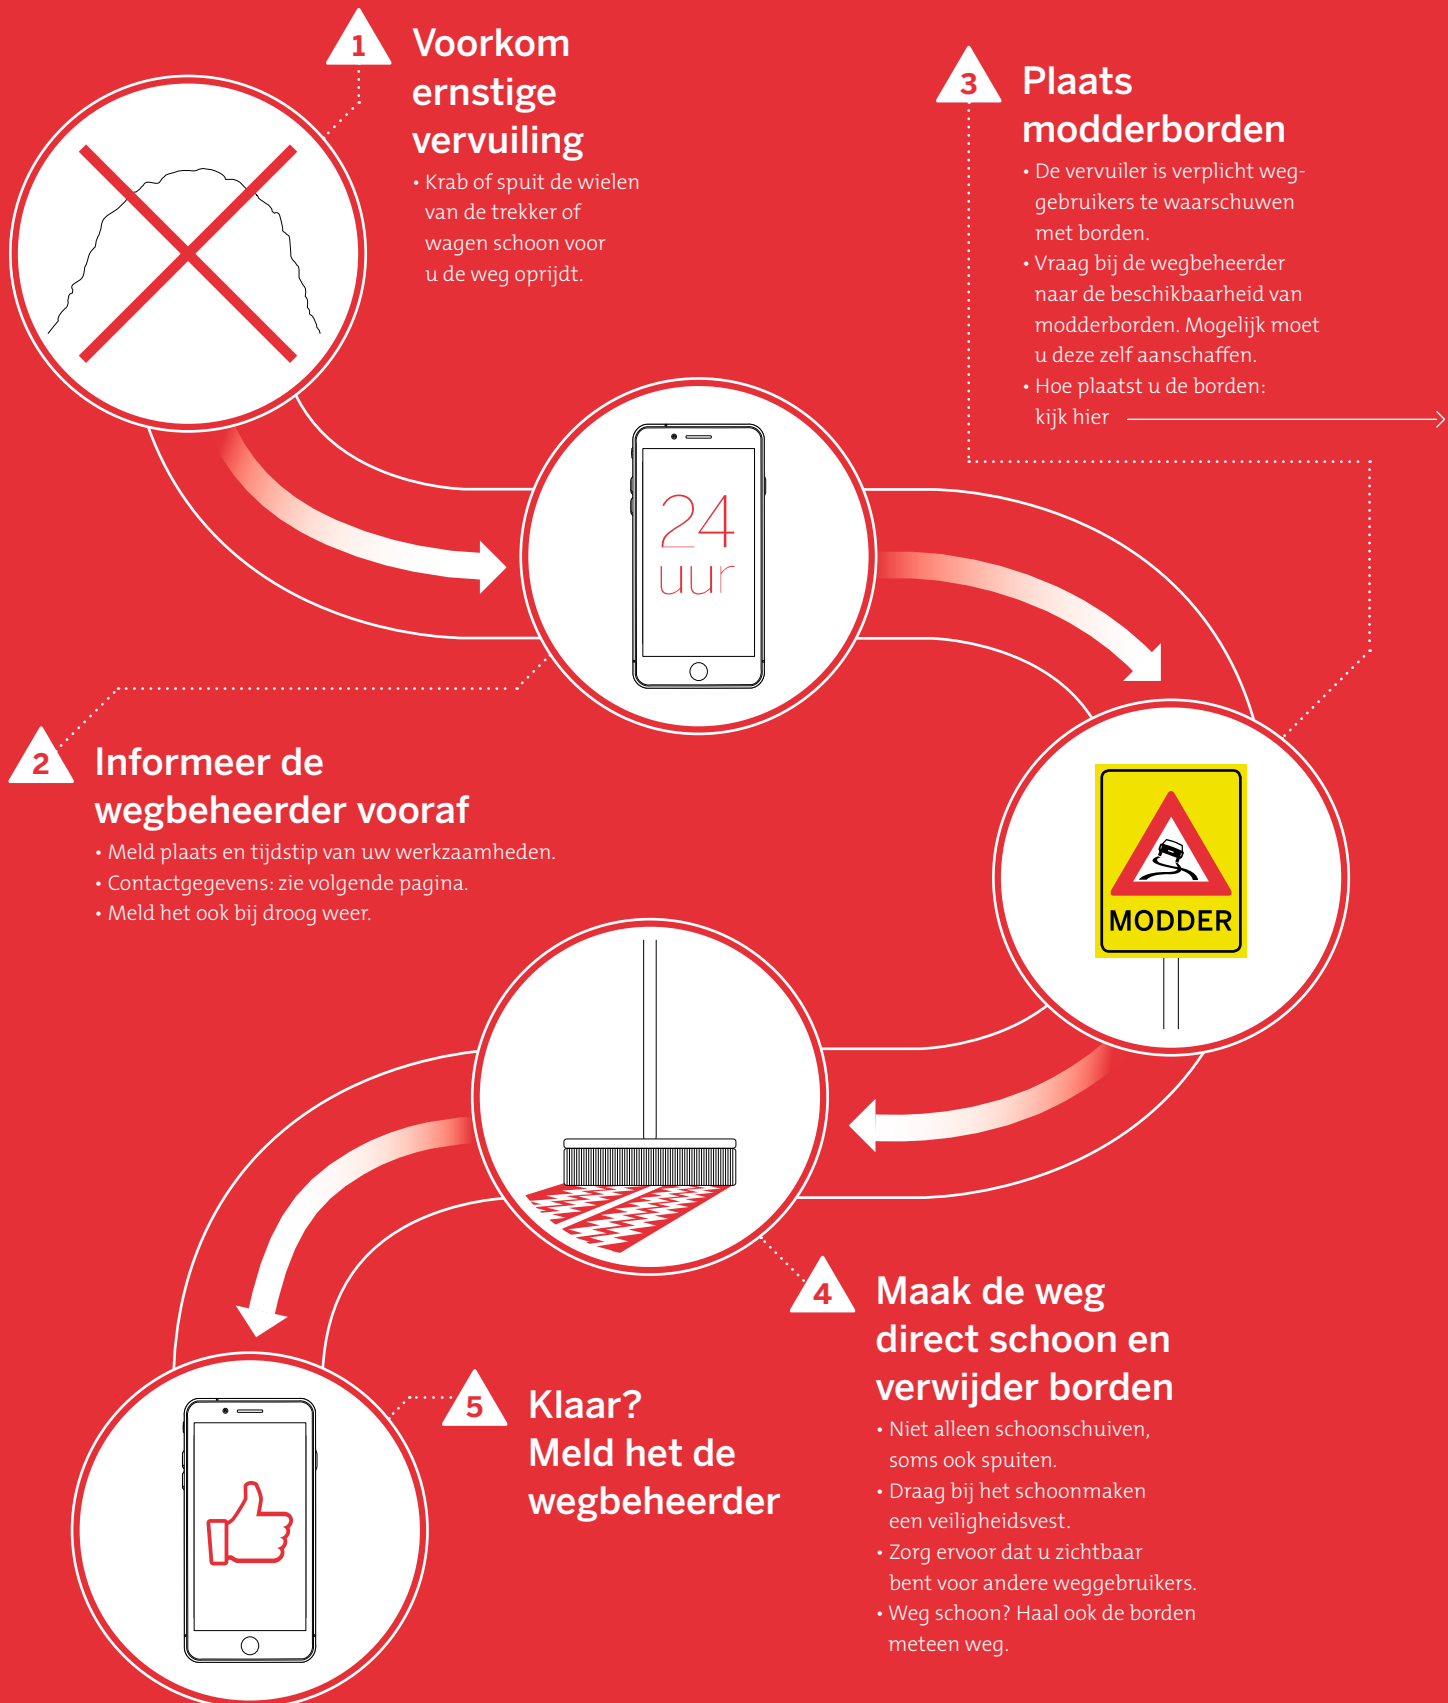 1
Voorkom
ernstige
vervuiling
• Krab of spuit de wielen
van de trekker of
wagen schoon voor
u de weg oprijdt.
24
uur
2
Informeer de
wegbeheerder vooraf
• Meld plaats en tijdstip van uw werkzaamheden.
• Contactgegevens: zie volgende pagina.
• Meld het ook bij droog weer.
3
Plaats
modderborden
• De vervuiler is verplicht weg-
gebruikers te waarschuwen
met borden.
• Vraag bij de wegbeheerder
naar de beschikbaarheid van
modderborden. Mogelijk moet
u deze zelf aanschaffen.
• Hoe plaatst u de borden:
kijk hier
MODDER
4
Maak de weg
direct schoon en
verwijder borden
• Niet alleen schoonschuiven,
soms ook spuiten.
• Draag bij het schoonmaken
een veiligheidsvest.
• Zorg ervoor dat u zichtbaar
bent voor andere weggebruikers.
• Weg schoon? Haal ook de borden
meteen weg.
5
Klaar?
Meld het de
wegbeheerder